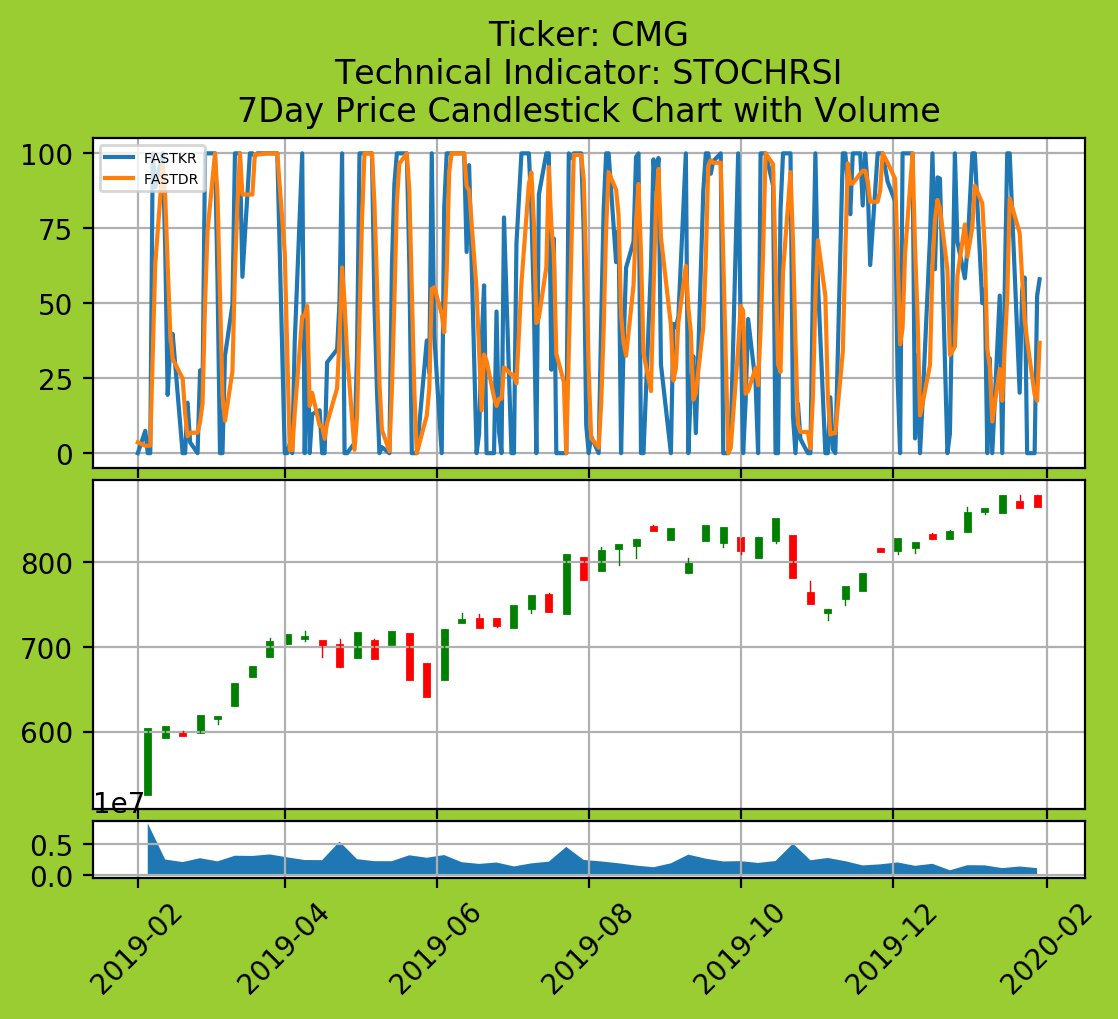 Ticker: CMG
Technical Indicator: STOCHRSI
7Day Price Candlestick Chart with Volume
100
75
50
25
0
FASTKR
FASTDR
800
700
600
1e7
0.5
0.0
2019-02
2019-04
2019-06
2019-08
2019-10
2019-12
2020-02